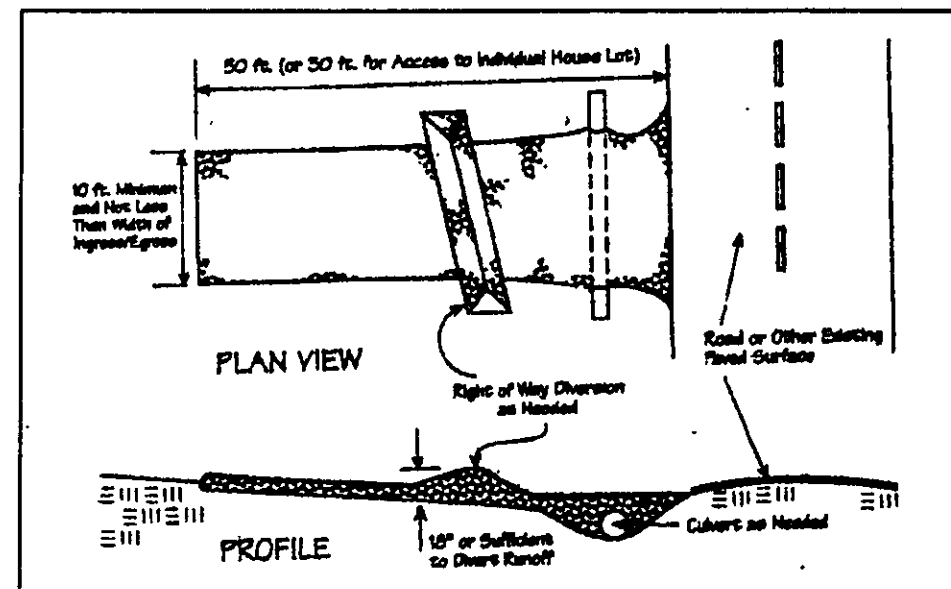 50 ft. (or 30 ft. for Access to Individual House Lot)
10 ft. Minimum
and Not Less
Than Width of
Ingress/Egress
PLAN VIEW
Road or Other Existing
Paved Surface
Right of Way Diversion
as Needed
Culvert as Needed
PROFILE
18" or Sufficient
to Divert Runoff